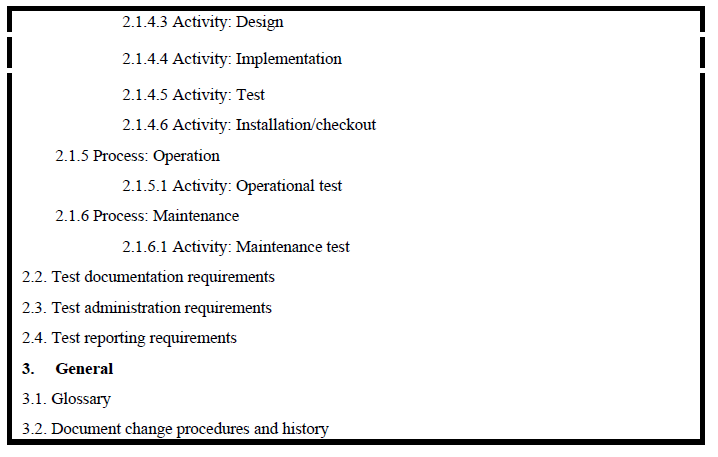 2.1.4.3 Activity: Design
2.1.4.4 Activity: Implementation
2.1.4.5 Activity: Test
2.1.4.6 Activity: Installation/checkout
2.1.5 Process: Operation
2.1.5.1 Activity: Operational test
2.1.6 Process: Maintenance
2.1.6.1 Activity: Maintenance test
2.2. Test documentation requirements
2.3. Test administration requirements
2.4. Test reporting requirements
3. General
3.1. Glossary
3.2. Document change procedures and history